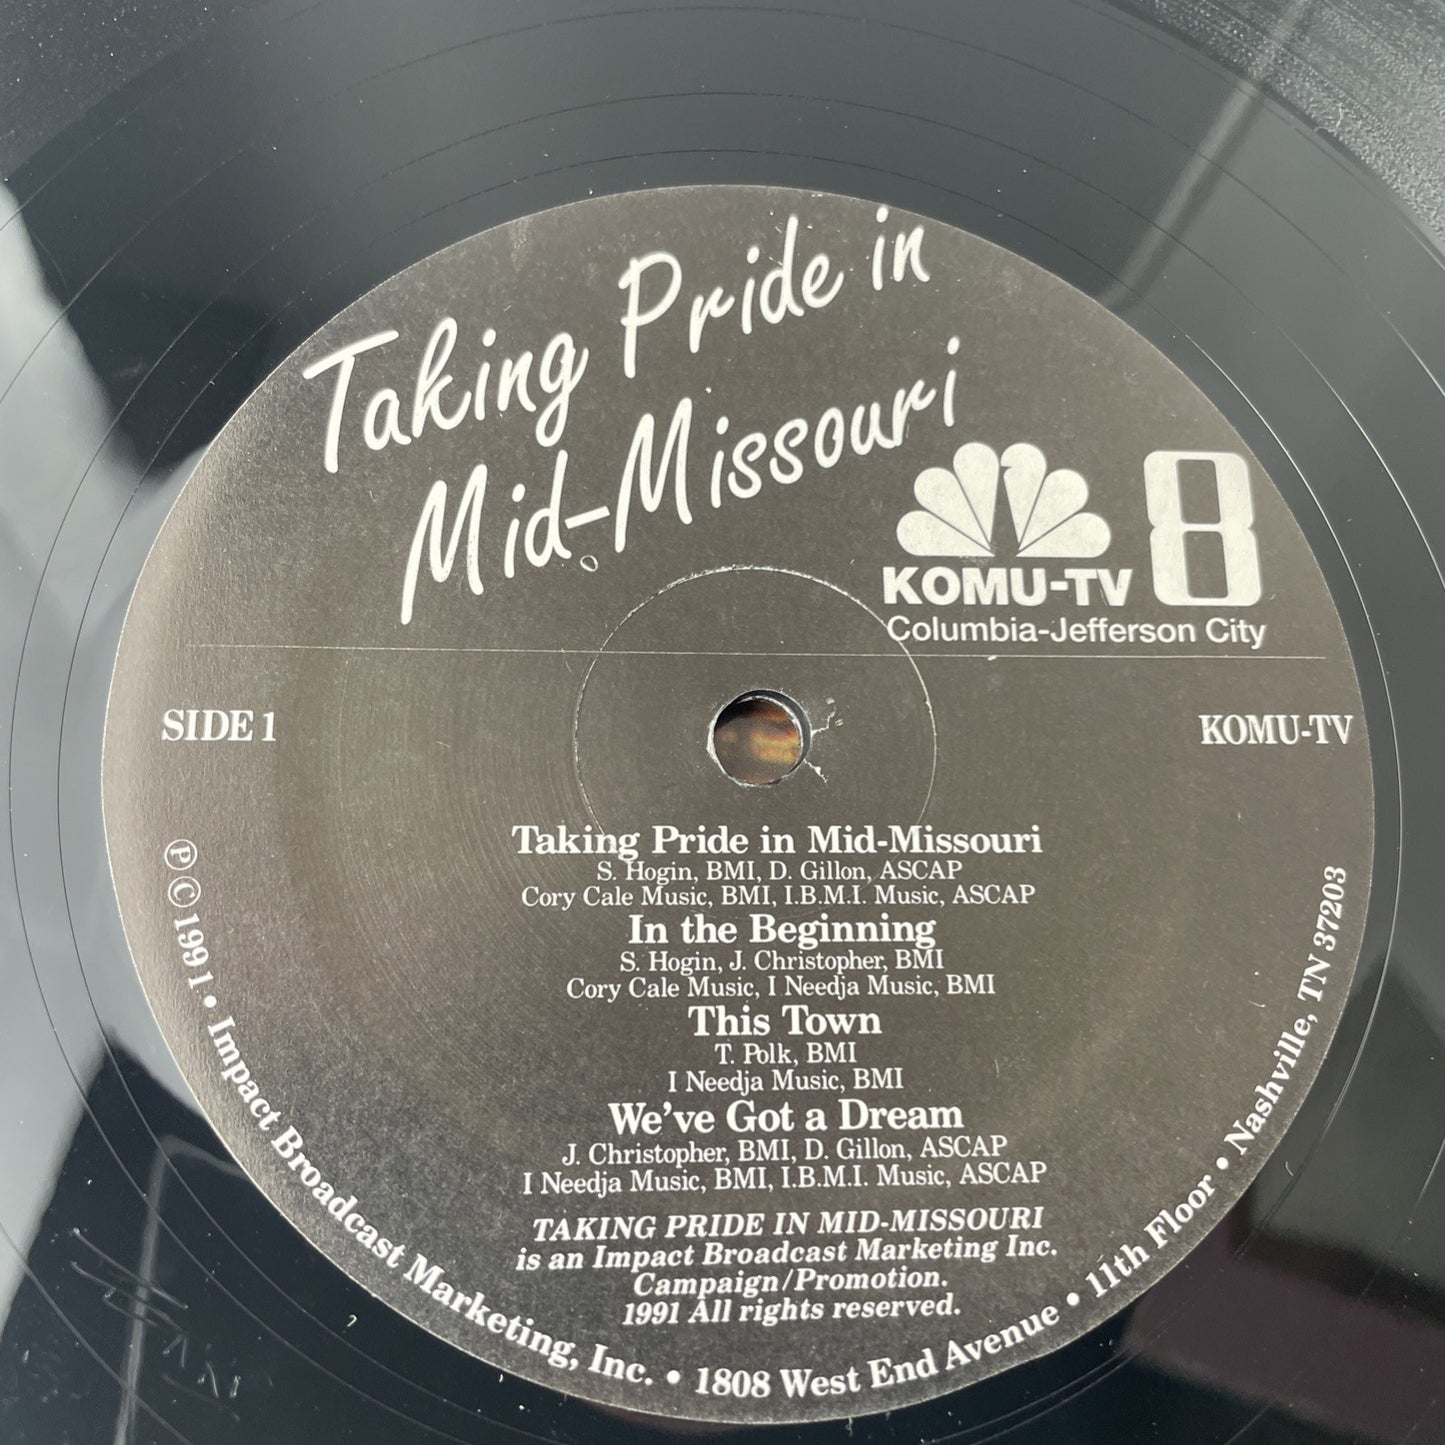 Taking Pride in
Mid-Missouri
8
KOMU-TV
Columbia-Jefferson City
SIDE 1
KOMU-TV
Taking Pride in Mid-Missouri
S. Hogin, BMI, D. Gillon, ASCAP
Cory Cale Music, BMI, I.B.M.I. Music, ASCAP
In the Beginning
S. Hogin, J. Christopher, BMI
Cory Cale Music, I Needja Music, BMI
This Town
T. Polk, BMI
I Needja Music, BMI
We've Got a Dream
J. Christopher, BMI, D. Gillon, ASCAP
I Needja Music, BMI, I.B.M.I. Music, ASCAP
TAKING PRIDE IN MID-MISSOURI
is an Impact Broadcast Marketing Inc.
Campaign/Promotion.
1991 All rights reserved.
Ⓟ Ⓒ 1991 • Impact Broadcast Marketing, Inc. • 1808 West End Avenue • 11th Floor • Nashville, TN 37203